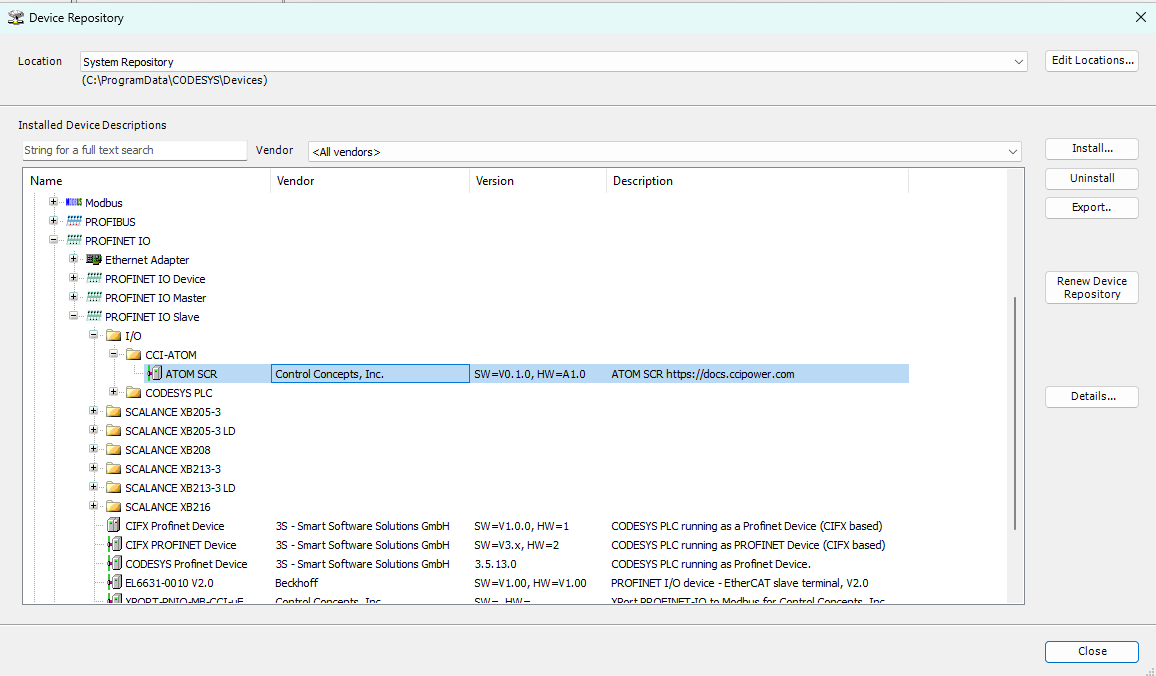 Device Repository
Location System Repository Edit Locations...
(C:\ProgramData\CODESYS\Devices)
Installed Device Descriptions
String for a full text search Vendor <All vendors> Install...
Name Vendor Version Description Uninstall
Modbus Export..
PROFIBUS
PROFINET IO
Ethernet Adapter
PROFINET IO Device Renew Device
PROFINET IO Master Repository
PROFINET IO Slave
I/O
CCI-ATOM
ATOM SCR Control Concepts, Inc. SW=V0.1.0, HW=A1.0 ATOM SCR https://docs.ccipower.com
CODESYS PLC Details...
SCALANCE XB205-3
SCALANCE XB205-3 LD
SCALANCE XB208
SCALANCE XB213-3
SCALANCE XB213-3 LD
SCALANCE XB216
CIFX Profinet Device 3S - Smart Software Solutions GmbH SW=V1.0.0, HW=1 CODESYS PLC running as a Profinet Device (CIFX based)
CIFX PROFINET Device 3S - Smart Software Solutions GmbH SW=V3.x, HW=2 CODESYS PLC running as PROFINET Device (CIFX based)
CODESYS Profinet Device 3S - Smart Software Solutions GmbH 3.5.13.0 CODESYS PLC running as Profinet Device.
EL6631-0010 V2.0 Beckhoff SW=V1.00, HW=V1.00 PROFINET I/O device - EtherCAT slave terminal, V2.0
XPORT-PNIO-MB-CCI-uF Control Concepts, Inc. SW=, HW= XPort PROFINET-IO to Modbus for Control Concepts, Inc.
Close